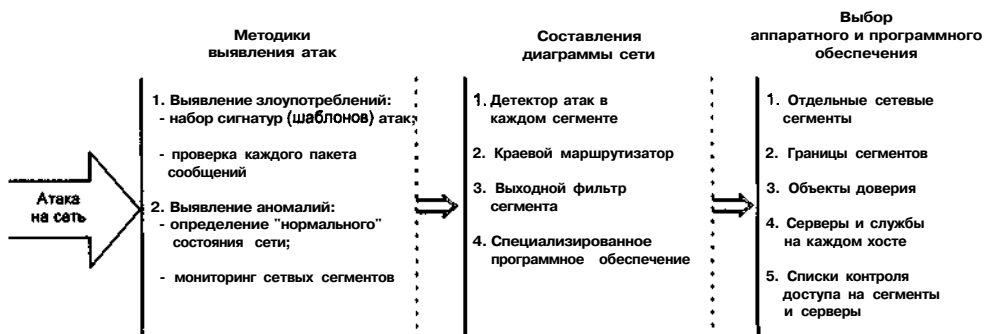 Атака
на сеть
Методики
выявления атак
1. Выявление злоупотреблений:
- набор сигнатур (шаблонов) атак;
- проверка каждого пакета
сообщений
2. Выявление аномалий:
- определение "нормального"
состояния сети;
- мониторинг сетвых сегментов
Составления
диаграммы сети
1. Детектор атак в
каждом сегменте
2. Краевой маршрутизатор
3. Выходной фильтр
сегмента
4. Специализированное
программное обеспечение
Выбор
аппаратного и программного
обеспечения
1. Отдельные сетевые
сегменты
2. Границы сегментов
3. Объекты доверия
4. Серверы и службы
на каждом хосте
5. Списки контроля
доступа на сегменты
и серверы